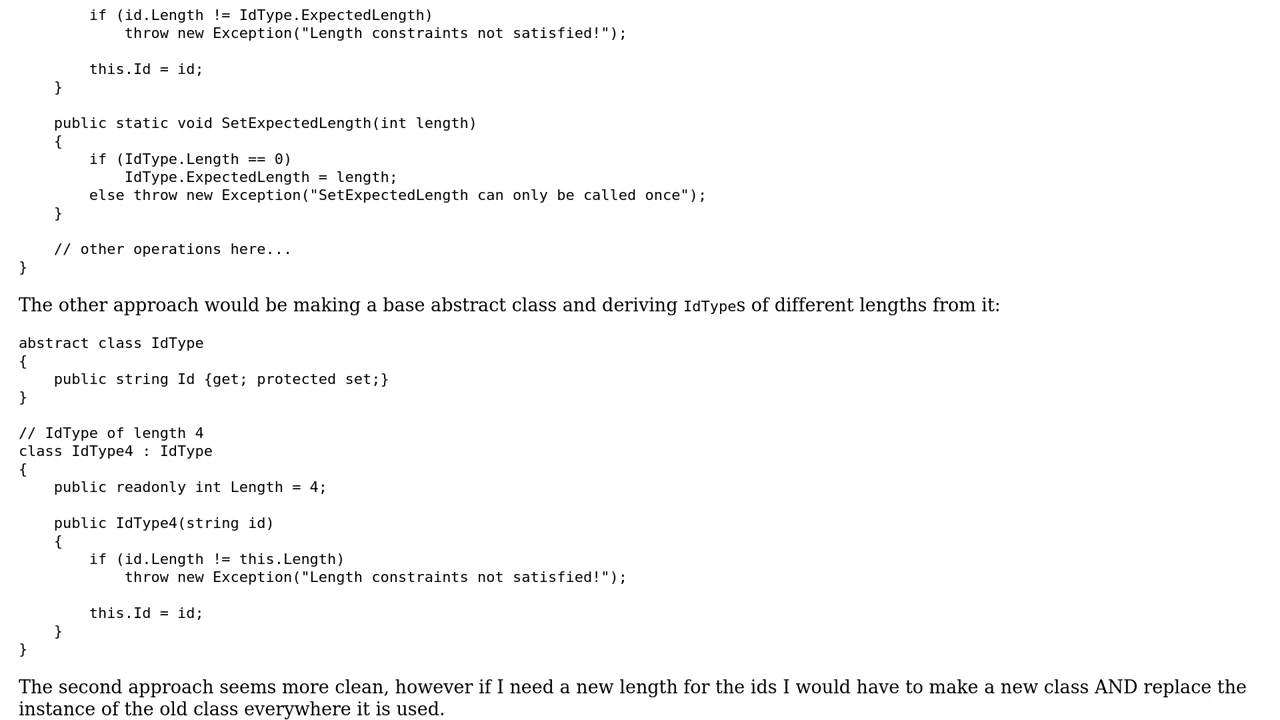 if (id.Length != IdType.ExpectedLength)
throw new Exception("Length constraints not satisfied!");
this.Id = id;
}
public static void SetExpectedLength(int length)
{
if (IdType.Length == 0)
IdType.ExpectedLength = length;
else throw new Exception("SetExpectedLength can only be called once");
}
// other operations here...
}
The other approach would be making a base abstract class and deriving IdTypes of different lengths from it:
abstract class IdType
{
public string Id {get; protected set;}
}
// IdType of length 4
class IdType4 : IdType
{
public readonly int Length = 4;
public IdType4(string id)
{
if (id.Length != this.Length)
throw new Exception("Length constraints not satisfied!");
this.Id = id;
}
}
The second approach seems more clean, however if I need a new length for the ids I would have to make a new class AND replace the
instance of the old class everywhere it is used.